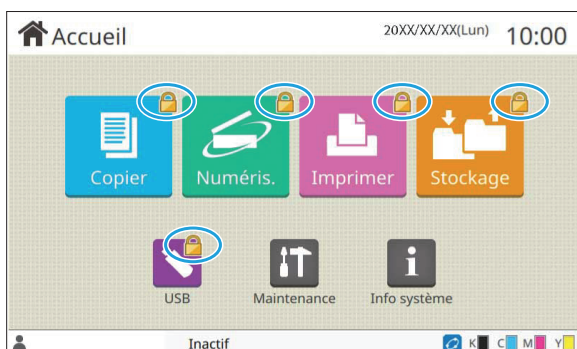 Accueil
20XX/XX/XX(Lun) 10:00
Copier Numéris. Imprimer Stockage
USB Maintenance Info système
Inactif K C M Y